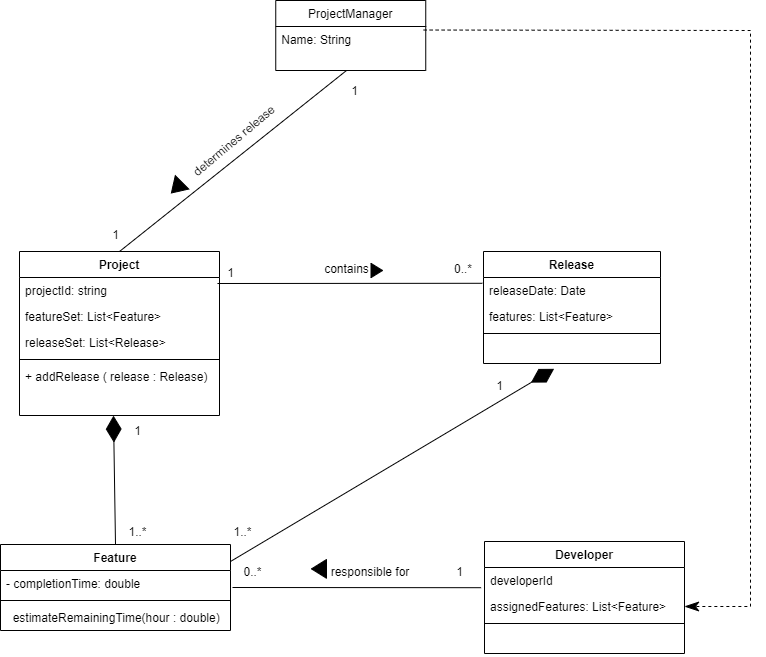 ProjectManager
Name: String
1
determines release
1
Project
projectId: string
featureSet: List<Feature>
releaseSet: List<Release>
+ addRelease ( release : Release)
1
contains
0..*
Release
releaseDate: Date
features: List<Feature>
1
1
1..*
1..*
Feature
- completionTime: double
estimateRemainingTime(hour : double)
0..*
responsible for
1
Developer
developerId
assignedFeatures: List<Feature>